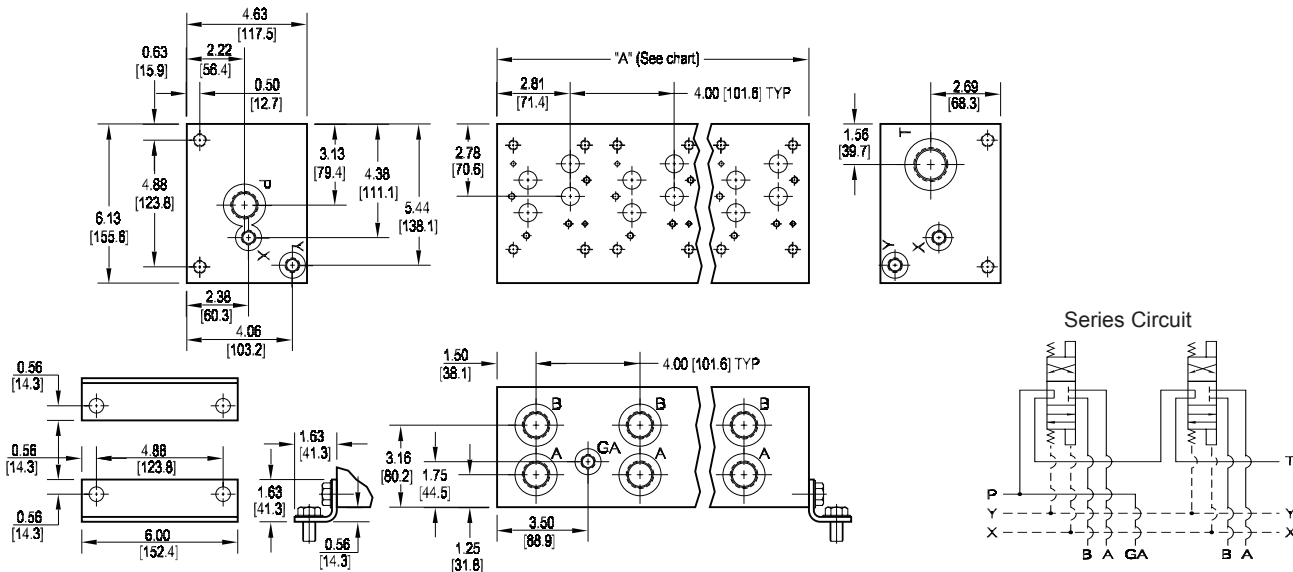 4.63
[117.5]
0.63
[15.9]
2.22
[56.4]
0.50
[12.7]
3.13
[79.4]
4.38
[111.1]
5.44
[138.1]
4.88
[123.8]
6.13
[155.6]
P
X
Y
2.38
[60.3]
4.06
[103.2]
"A" (See chart)
2.81
[71.4]
4.00 [101.6] TYP
2.78
[70.6]
2.69
[68.3]
1.56
[39.7]
T
Y
X
0.56
[14.3]
0.56
[14.3]
4.88
[123.8]
0.56
[14.3]
6.00
[152.4]
1.63
[41.3]
1.63
[41.3]
0.56
[14.3]
1.50
[38.1]
4.00 [101.6] TYP
B
B
B
GA
A
A
A
3.16
[80.2]
1.75
[44.5]
3.50
[88.9]
1.25
[31.8]
Series Circuit
T
P
Y
Y
X
X
B A GA
B A